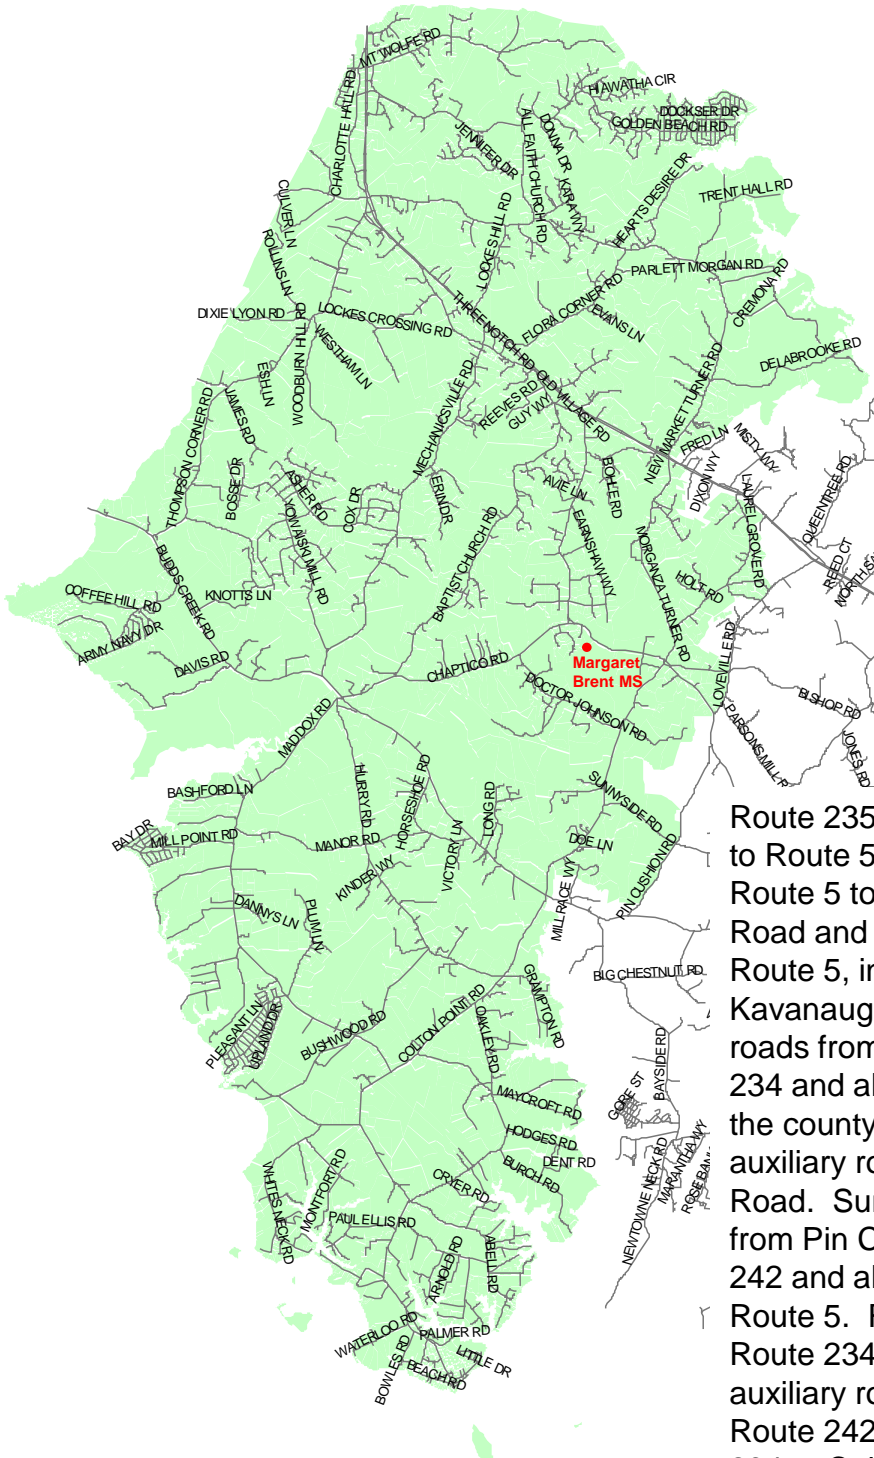 MT WOLFE RD
HIAWATHA CIR
DOCKSER DR
GOLDEN BEACH RD
CHARLOTTE HALL RD
JENNIFER DR
ALL FAITH CHURCH RD
DONNA DR
KARA WY
HEARTS DESIRE DR
TRENT HALL RD
CULVER LN
ROLLINS LN
LOCKES HILL RD
PARLETT MORGAN RD
CREMONA RD
DIXIE LYON RD
LOCKES CROSSING RD
THREE NOTCH RD
FLORA CORNER RD
EVANS LN
WOODBURN HILL RD
WESTHAM LN
DELABROOKE RD
ESH LN
JAMES RD
THOMPSON CORNER RD
MECHANICSVILLE RD
REEVES RD
GUY WY
OLD VILLAGE RD
NEW MARKET TURNER RD
FRED LN
MISTY WY
DIXON WY
BOSSE DR
ASHER RD
YOWAISKI MILL RD
COX DR
ERIN DR
AVIE LN
BOHLE RD
LAUREL GROVE RD
QUEENTREE RD
BAPTIST CHURCH RD
EARNSHAW WY
MORGANZA TURNER RD
HOLT RD
REED CT
NORTH SA
BUDDS CREEK RD
COFFEE HILL RD
KNOTTS LN
ARMY NAVY DR
DAVIS RD
CHAPTICO RD
Margaret
Brent MS
DOCTOR JOHNSON RD
LOVEVILLE RD
BISHOP RD
PARSONS MILL R
JONES RD
MADDOX RD
BASHFORD LN
HURRY RD
HORSESHOE RD
LONG RD
SUNNYSIDE RD
BAY DR
MILL POINT RD
MANOR RD
KINDER WY
VICTORY LN
DOE LN
PIN CUSHION RD
MILL RACE WY
DANNYS LN
PLUM LN
BIG CHESTNUT RD
GRAMPTON RD
PLEASANT LN
UPLAND DR
BUSHWOOD RD
COLTON POINT RD
OAKLEY RD
BAYSIDE RD
GORE ST
MAYCROFT RD
HODGES RD
DENT RD
BURCH RD
NEWTOWNE NECK RD
MARANTHA WY
ROSE BANK
WHITES NECK RD
MONTFORT RD
CRYER RD
PAUL ELLIS RD
ARNOLD RD
ABELL RD
WATERLOO RD
PALMER RD
BOWLES RD
BEACH RD
LITTLE DR
Route 235
to Route 5
Route 5 to
Road and
Route 5, in
Kavanaug
roads from
234 and al
the county
auxiliary ro
Road. Sun
from Pin C
242 and al
Route 5. F
Route 234
auxiliary ro
Route 242